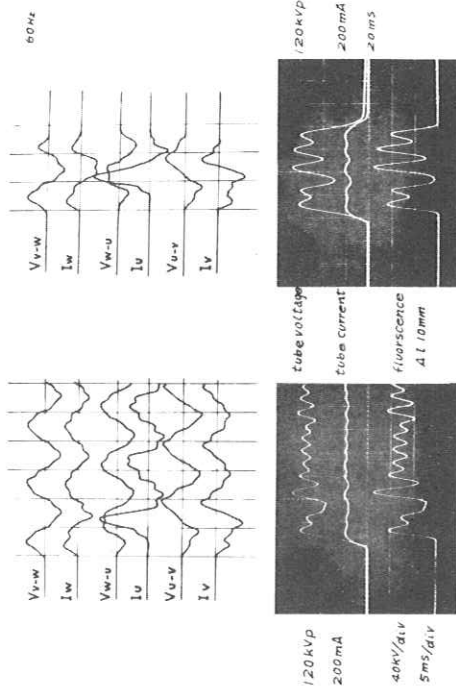 60Hz
Vv-w
Iw
Vw-u
Iu
Vu-v
Iv
120kVp
200mA
20mS
Vv-w
Iw
Vw-u
Iu
Vu-v
Iv
tube voltage
tube current
fluorscence
Al 10mm
120kVp
200mA
40kV/div
5ms/div